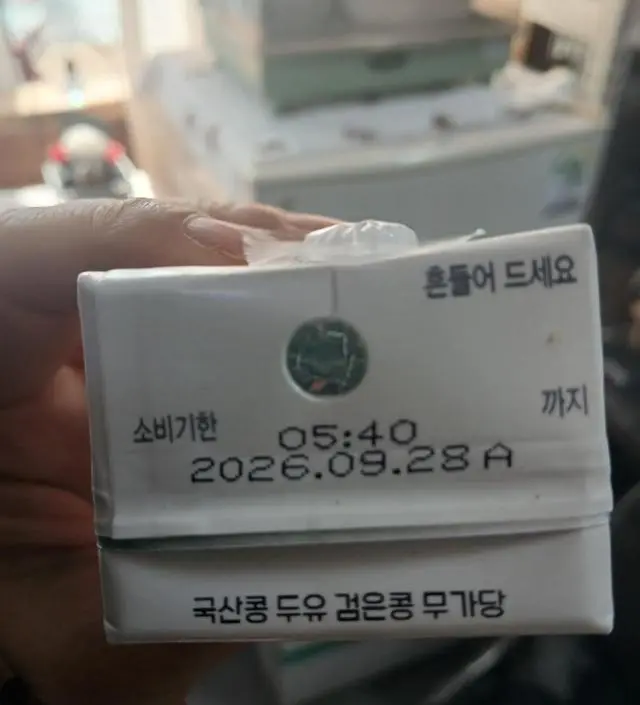 흔들어 드세요
까지
소비기한 05:40
2026.09.28 A
국산콩 두유 검은콩 무가당